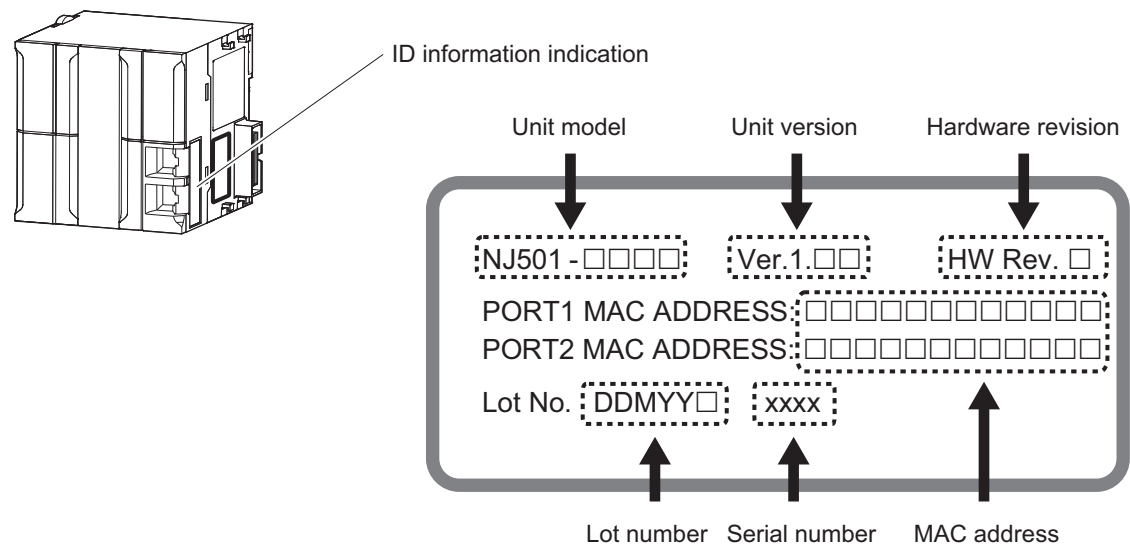 ID information indication
Unit model Unit version Hardware revision
NJ501 - □□□□ Ver.1.□□ HW Rev. □
PORT1 MAC ADDRESS: □□□□□□□□□□□□
PORT2 MAC ADDRESS: □□□□□□□□□□□□
Lot No. DDMYY□ xxxx
Lot number Serial number MAC address